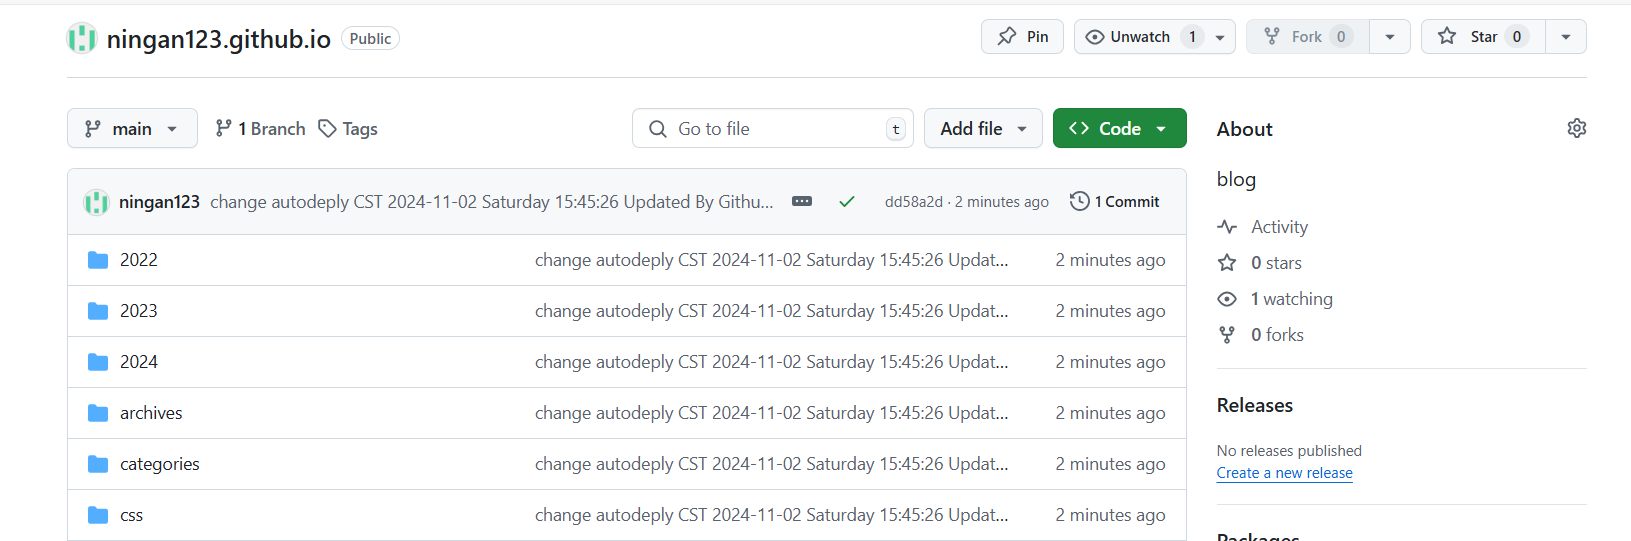 ningan123.github.io Public Pin Unwatch 1 Fork 0 Star 0
main 1 Branch Tags Go to file t Add file Code
ningan123 change autodeply CST 2024-11-02 Saturday 15:45:26 Updated By Githu... dd58a2d · 2 minutes ago 1 Commit
2022 change autodeply CST 2024-11-02 Saturday 15:45:26 Updat... 2 minutes ago
2023 change autodeply CST 2024-11-02 Saturday 15:45:26 Updat... 2 minutes ago
2024 change autodeply CST 2024-11-02 Saturday 15:45:26 Updat... 2 minutes ago
archives change autodeply CST 2024-11-02 Saturday 15:45:26 Updat... 2 minutes ago
categories change autodeply CST 2024-11-02 Saturday 15:45:26 Updat... 2 minutes ago
css change autodeply CST 2024-11-02 Saturday 15:45:26 Updat... 2 minutes ago
About
blog
Activity
0 stars
1 watching
0 forks
Releases
No releases published
Create a new release
Packages